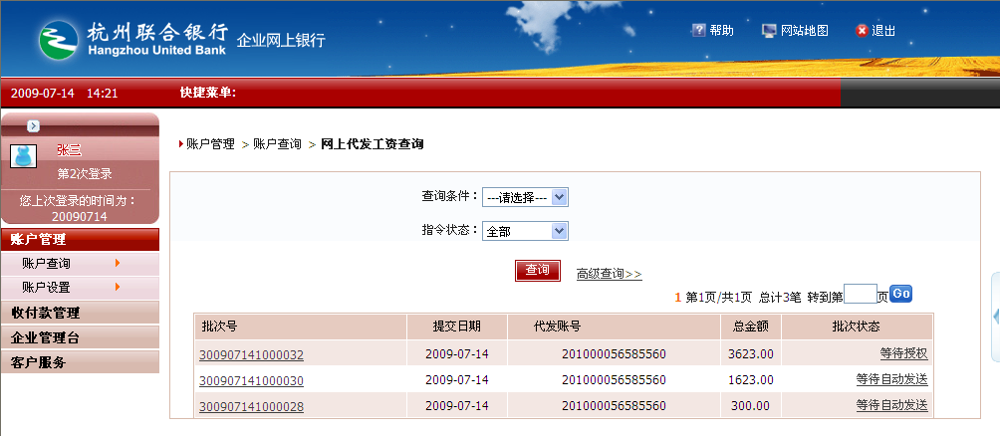 杭州联合银行 企业网上银行
Hangzhou United Bank
帮助 网站地图 退出
2009-07-14 14:21 快捷菜单:
张三
第2次登录
您上次登录的时间为：
20090714
账户管理
账户查询
账户设置
收付款管理
企业管理台
客户服务
账户管理 > 账户查询 > 网上代发工资查询
查询条件： ---请选择---
指令状态： 全部
查询 高级查询>>
1 第1页/共1页 总计3笔 转到第 页 Go
批次号 提交日期 代发账号 总金额 批次状态
300907141000032 2009-07-14 201000056585560 3623.00 等待授权
300907141000030 2009-07-14 201000056585560 1623.00 等待自动发送
300907141000028 2009-07-14 201000056585560 300.00 等待自动发送